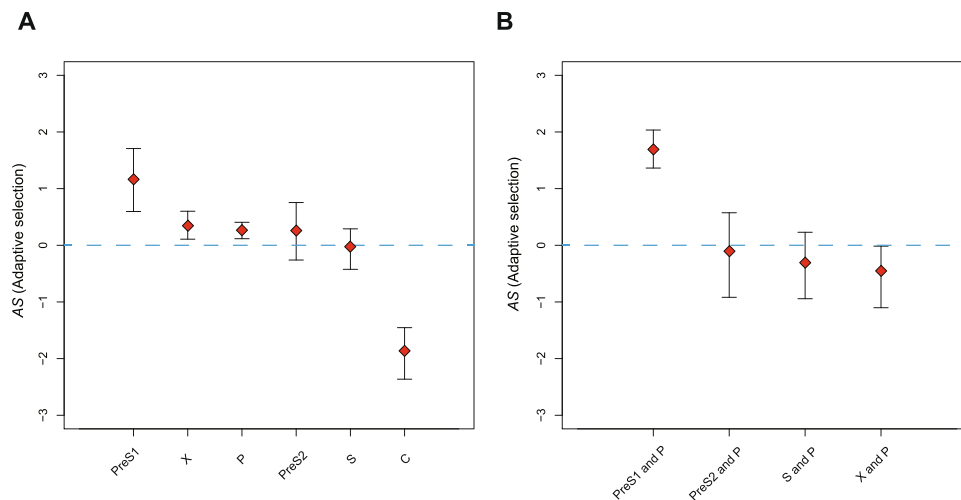 A
B
AS (Adaptive selection)
3
2
1
0
−1
−2
−3
PreS1
X
P
PreS2
S
C
AS (Adaptive selection)
3
2
1
0
−1
−2
−3
PreS1 and P
PreS2 and P
S and P
X and P